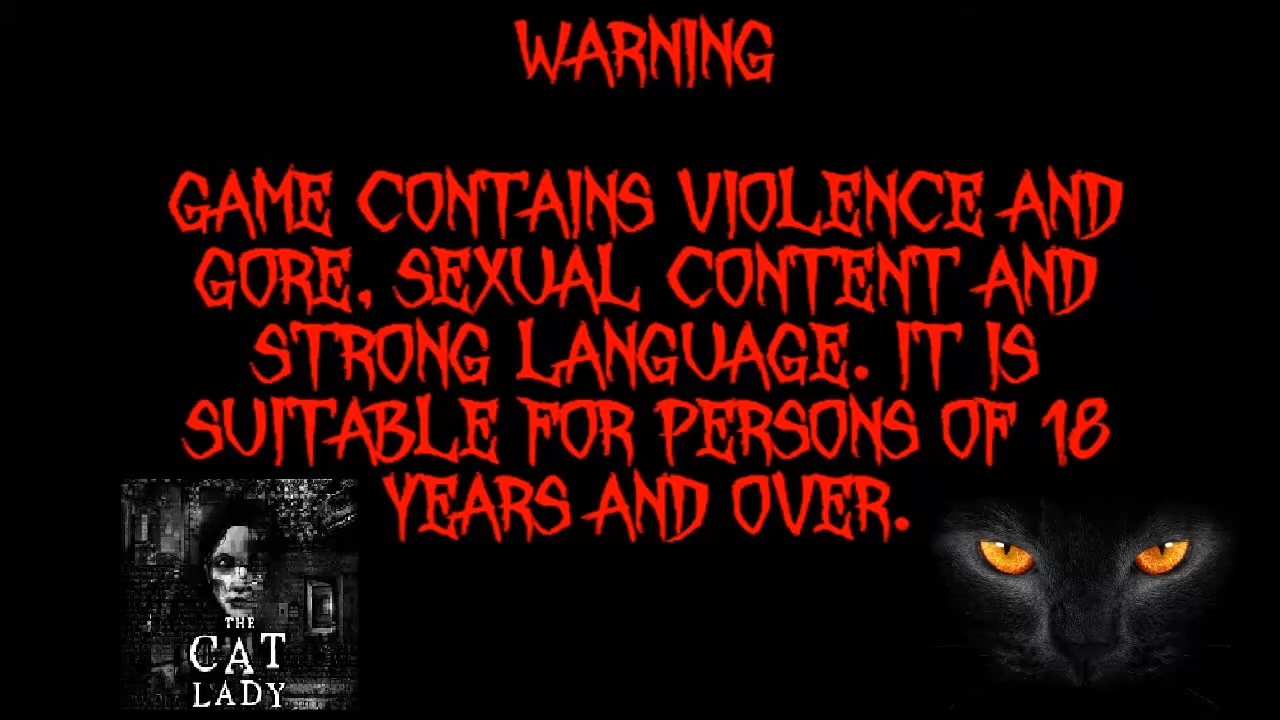 WARNING
GAME CONTAINS VIOLENCE AND
GORE, SEXUAL CONTENT AND
STRONG LANGUAGE. IT IS
SUITABLE FOR PERSONS OF 18
YEARS AND OVER.
THE
CAT
LADY